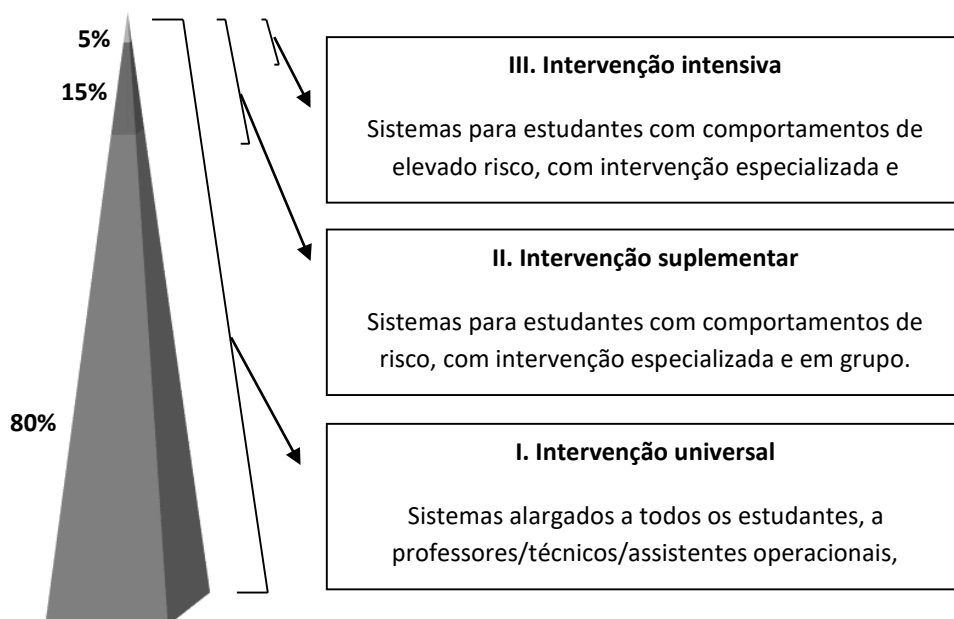 5%
15%
80%
III. Intervenção intensiva
Sistemas para estudantes com comportamentos de
elevado risco, com intervenção especializada e
II. Intervenção suplementar
Sistemas para estudantes com comportamentos de
risco, com intervenção especializada e em grupo.
I. Intervenção universal
Sistemas alargados a todos os estudantes, a
professores/técnicos/assistentes operacionais,